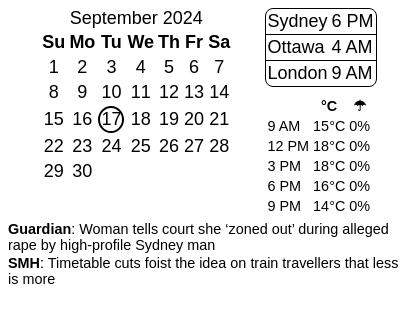 September 2024
Su Mo Tu We Th Fr Sa
1 2 3 4 5 6 7
8 9 10 11 12 13 14
15 16 17 18 19 20 21
22 23 24 25 26 27 28
29 30
Sydney 6 PM
Ottawa 4 AM
London 9 AM
°C ☂
9 AM 15°C 0%
12 PM 18°C 0%
3 PM 18°C 0%
6 PM 16°C 0%
9 PM 14°C 0%
Guardian: Woman tells court she ‘zoned out’ during alleged
rape by high-profile Sydney man
SMH: Timetable cuts foist the idea on train travellers that less
is more